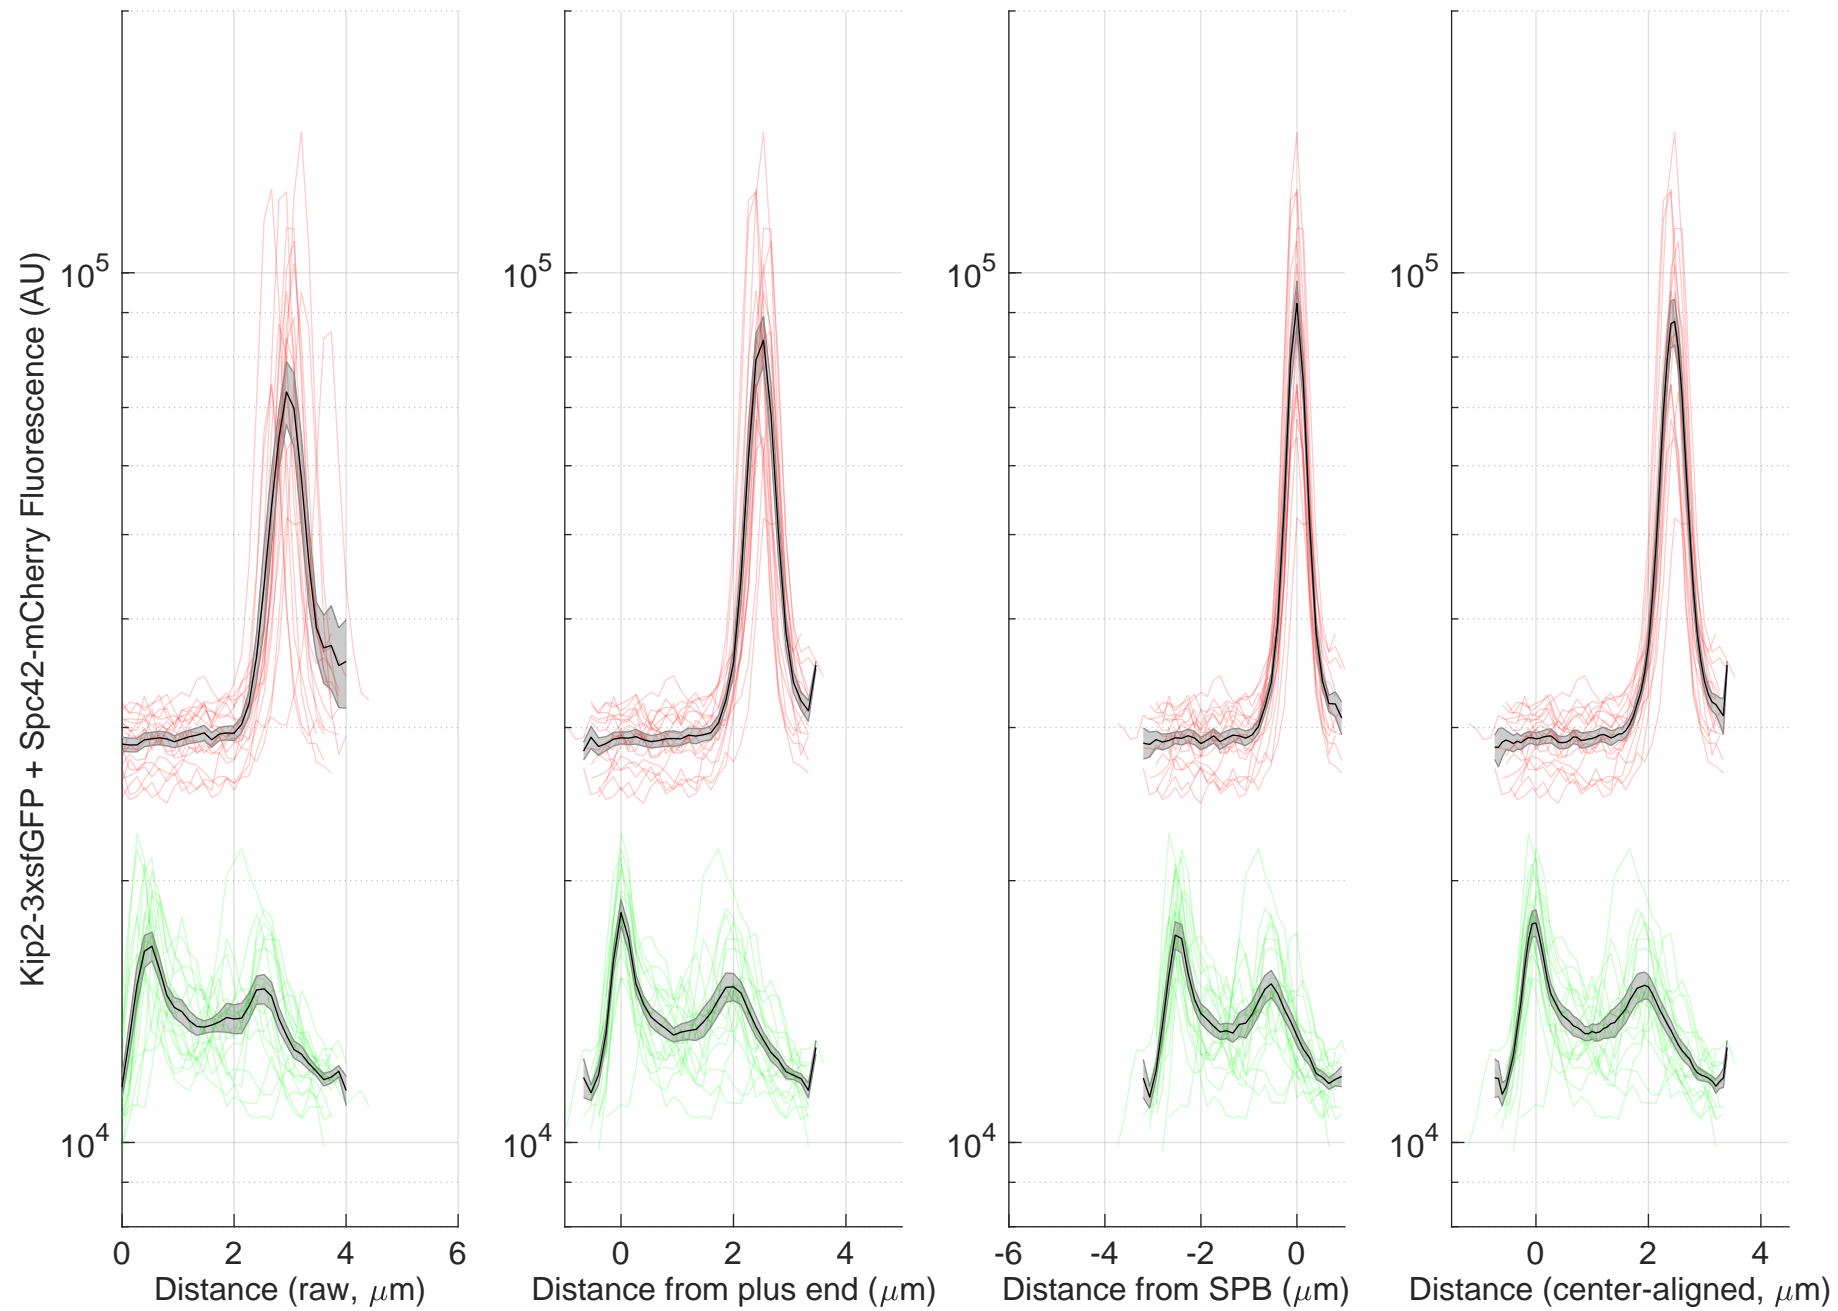 Kip2-3xsfGFP + Spc42-mCherry Fluorescence (AU)
10^5
10^4
0 2 4 6
Distance (raw, μm)
10^5
10^4
0 2 4
Distance from plus end (μm)
10^5
10^4
-6 -4 -2 0
Distance from SPB (μm)
10^5
10^4
0 2 4
Distance (center-aligned, μm)